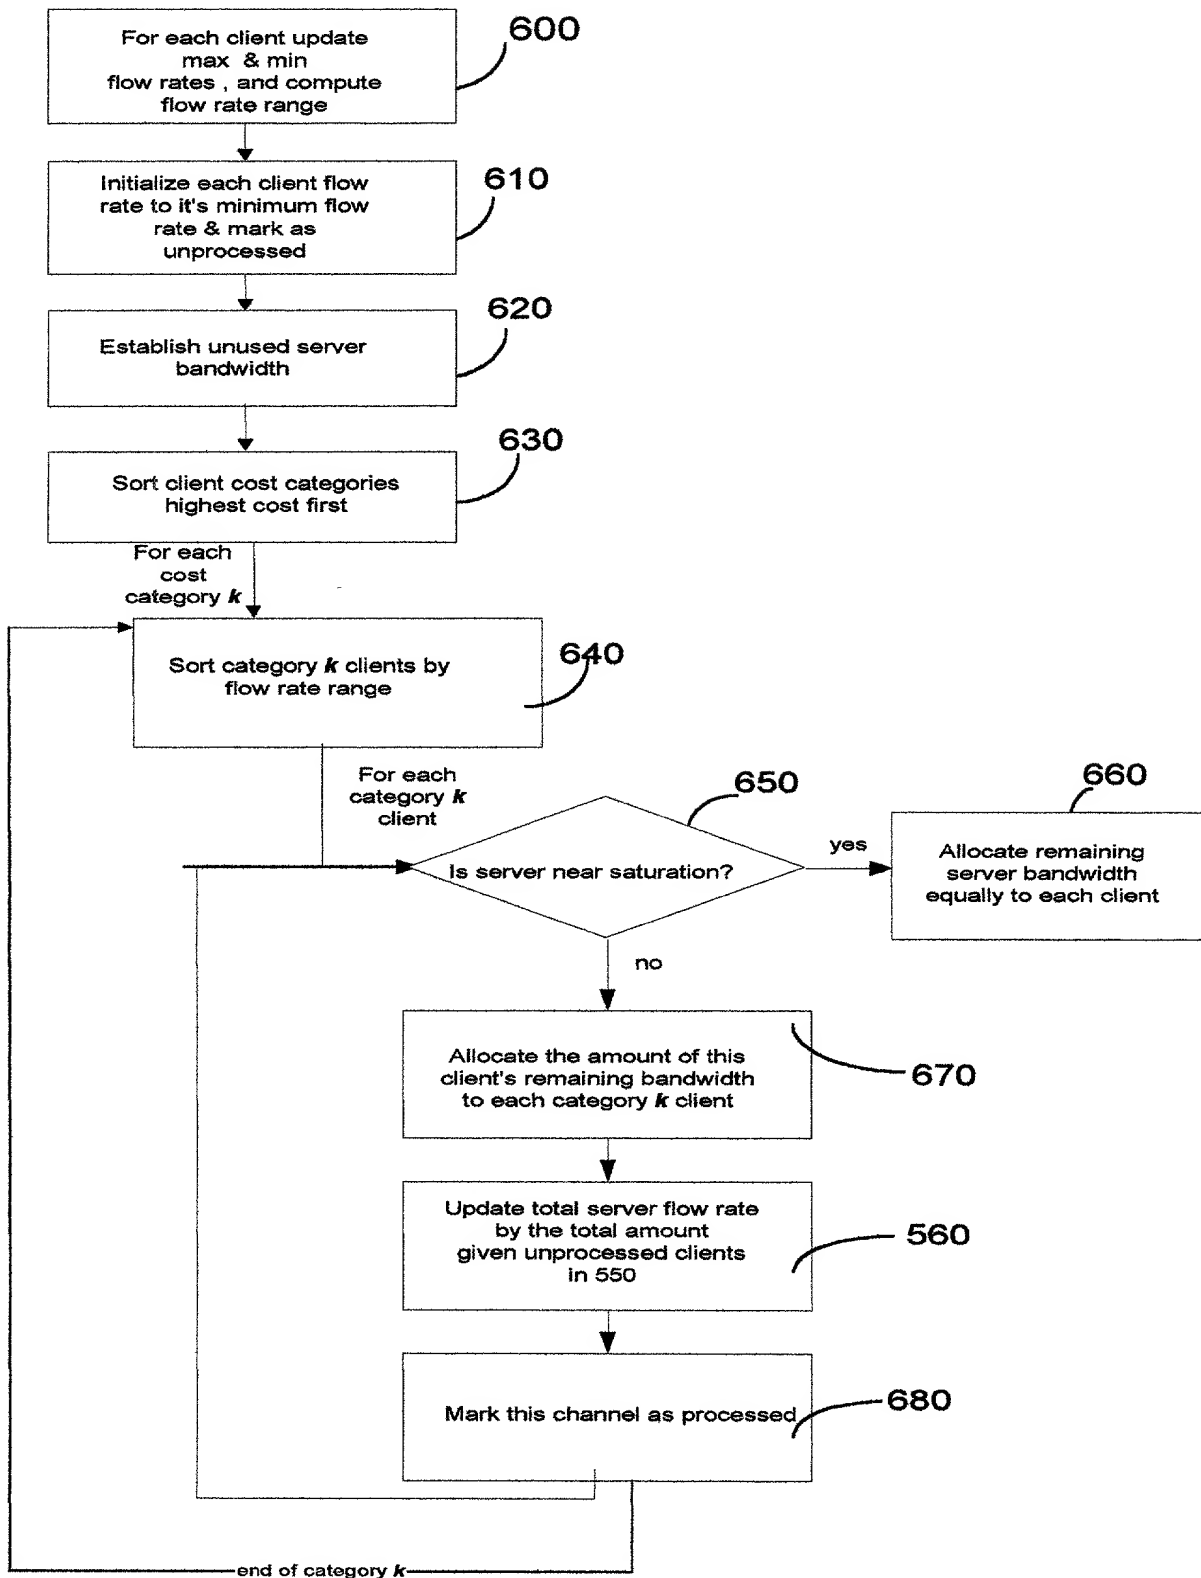 For each client update
max & min
flow rates , and compute
flow rate range
600
Initialize each client flow
rate to it's minimum flow
rate & mark as
unprocessed
610
Establish unused server
bandwidth
620
Sort client cost categories
highest cost first
630
For each
cost
category k
Sort category k clients by
flow rate range
640
For each
category k
client
Is server near saturation?
650
yes
Allocate remaining
server bandwidth
equally to each client
660
no
Allocate the amount of this
client's remaining bandwidth
to each category k client
670
Update total server flow rate
by the total amount
given unprocessed clients
in 550
560
Mark this channel as processed
680
end of category k